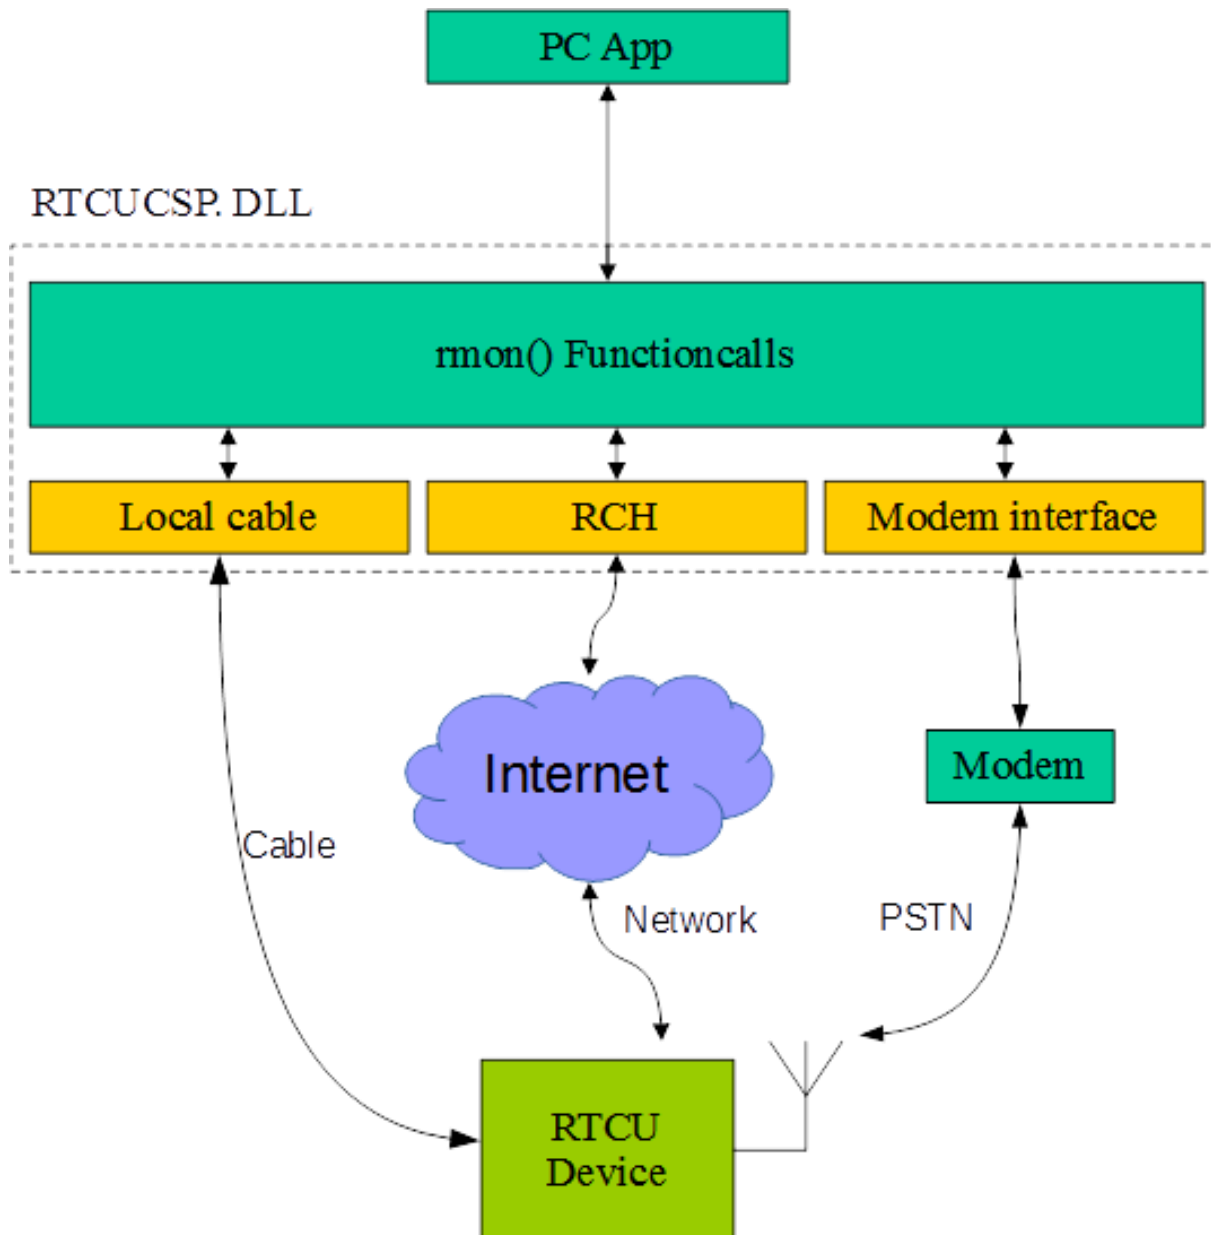 PC App
RTCUCSP. DLL
rmon() Functioncalls
Local cable
RCH
Modem interface
Internet
Modem
Cable
Network
PSTN
RTCU
Device